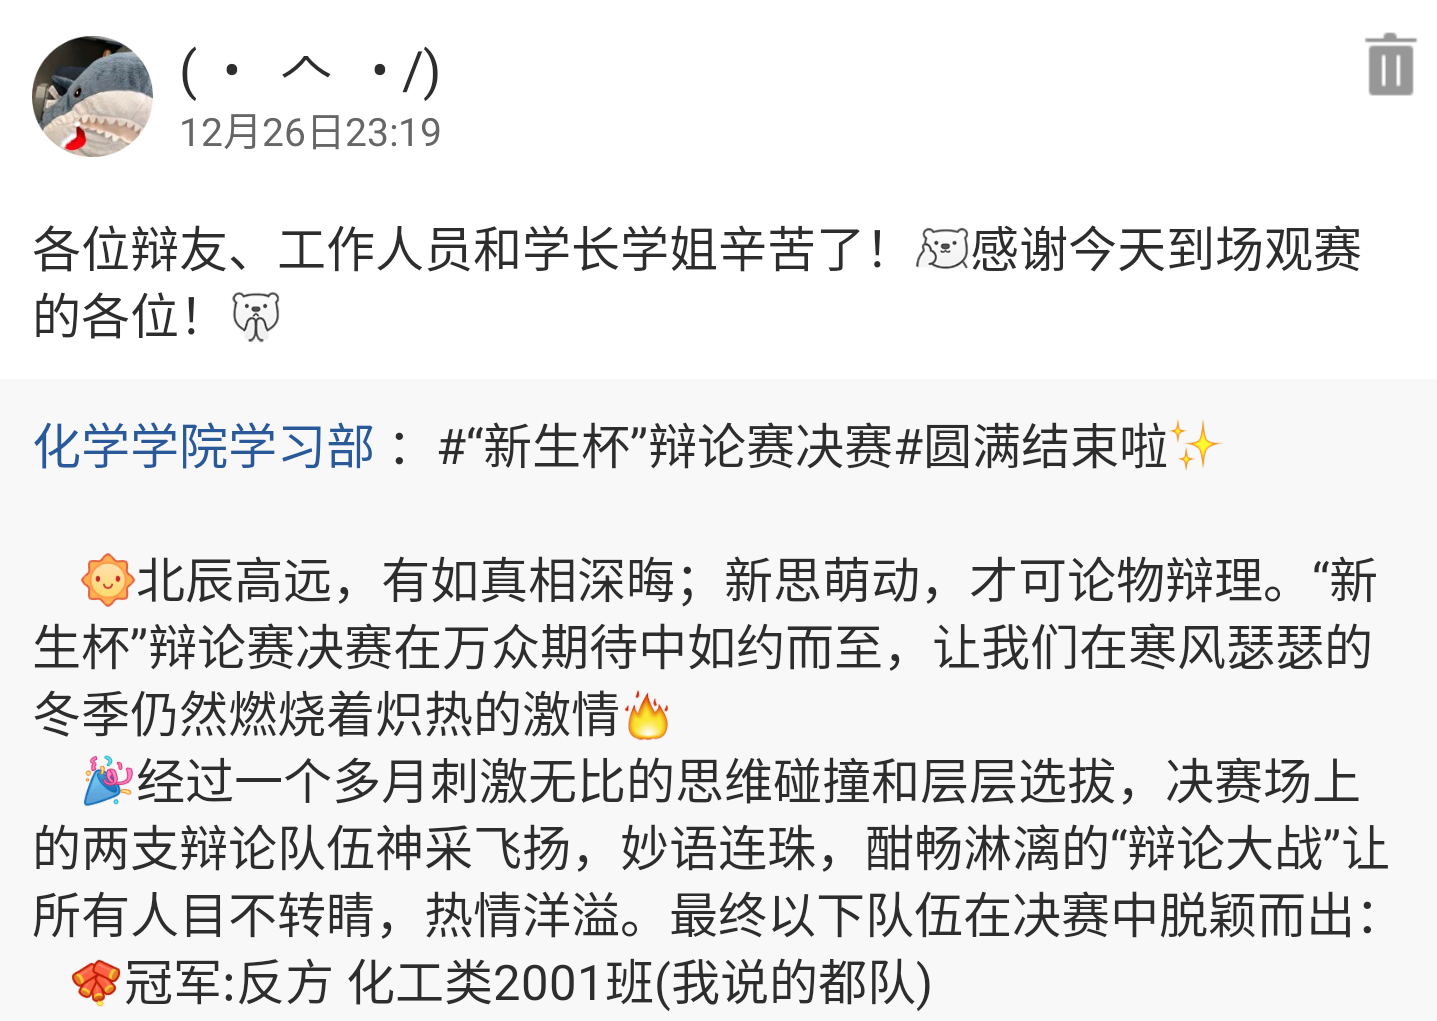 ( ・ へ ・/)
12月26日23:19
各位辩友、工作人员和学长学姐辛苦了！感谢今天到场观赛
的各位！
化学学院学习部 ：#“新生杯”辩论赛决赛#圆满结束啦✨
🌞北辰高远，有如真相深晦；新思萌动，才可论物辩理。“新
生杯”辩论赛决赛在万众期待中如约而至，让我们在寒风瑟瑟的
冬季仍然燃烧着炽热的激情🔥
🎉经过一个多月刺激无比的思维碰撞和层层选拔，决赛场上
的两支辩论队伍神采飞扬，妙语连珠，酣畅淋漓的“辩论大战”让
所有人目不转睛，热情洋溢。最终以下队伍在决赛中脱颖而出：
🧨冠军:反方 化工类2001班(我说的都队)